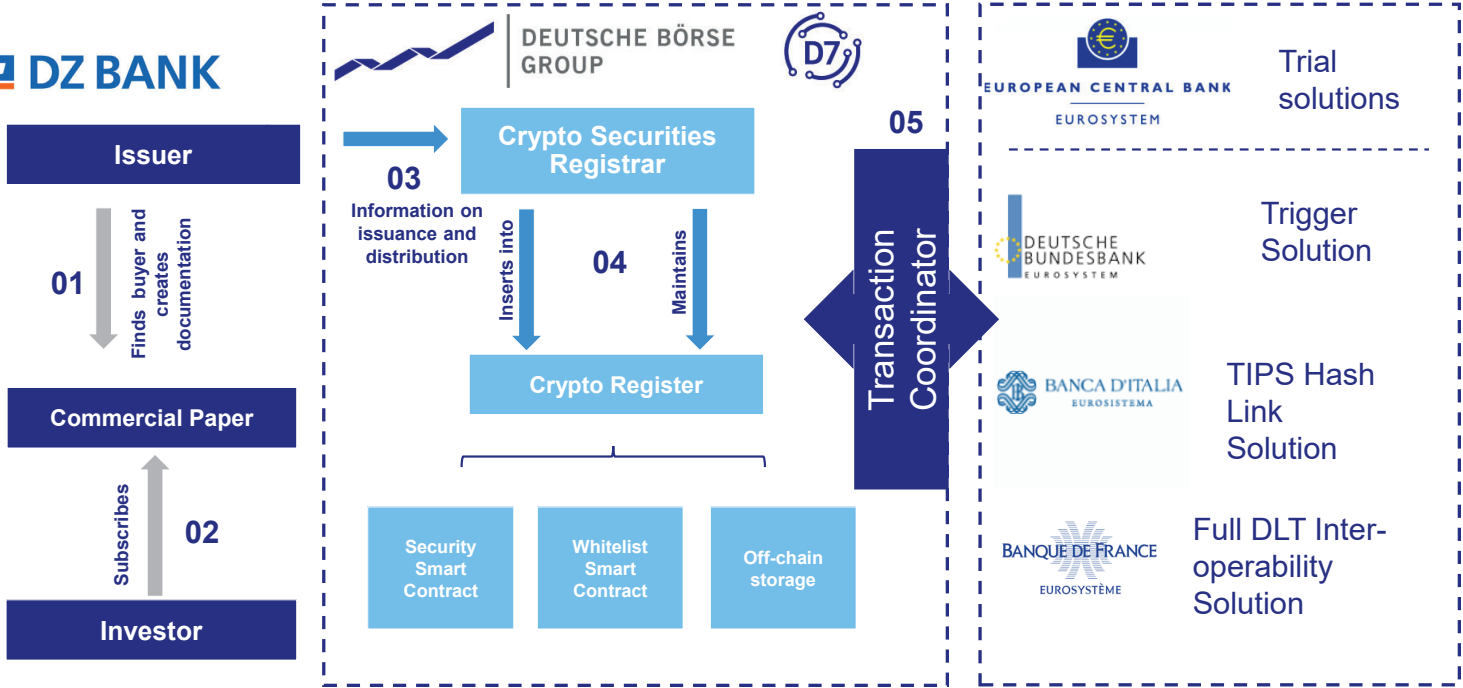 DZ BANK
Issuer
01
Finds buyer and
creates
documentation
Commercial Paper
Subscribes
02
Investor
DEUTSCHE BÖRSE
GROUP
D7
03
Information on
issuance and
distribution
Crypto Securities
Registrar
Inserts into
04
Maintains
Crypto Register
Security
Smart
Contract
Whitelist
Smart
Contract
Off-chain
storage
05
Transaction
Coordinator
EUROPEAN CENTRAL BANK
EUROSYSTEM
Trial
solutions
DEUTSCHE
BUNDESBANK
EUROSYSTEM
Trigger
Solution
BANCA D'ITALIA
EUROSISTEMA
TIPS Hash
Link
Solution
BANQUE DE FRANCE
EUROSYSTÈME
Full DLT Inter-
operability
Solution